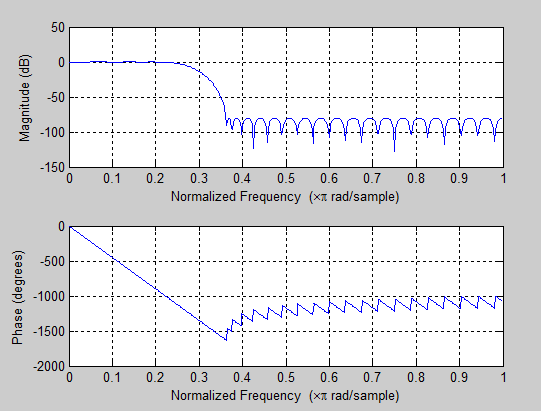 50
0
-50
-100
-150
Magnitude (dB)
0 0.1 0.2 0.3 0.4 0.5 0.6 0.7 0.8 0.9 1
Normalized Frequency (×π rad/sample)
0
-500
-1000
-1500
-2000
Phase (degrees)
0 0.1 0.2 0.3 0.4 0.5 0.6 0.7 0.8 0.9 1
Normalized Frequency (×π rad/sample)